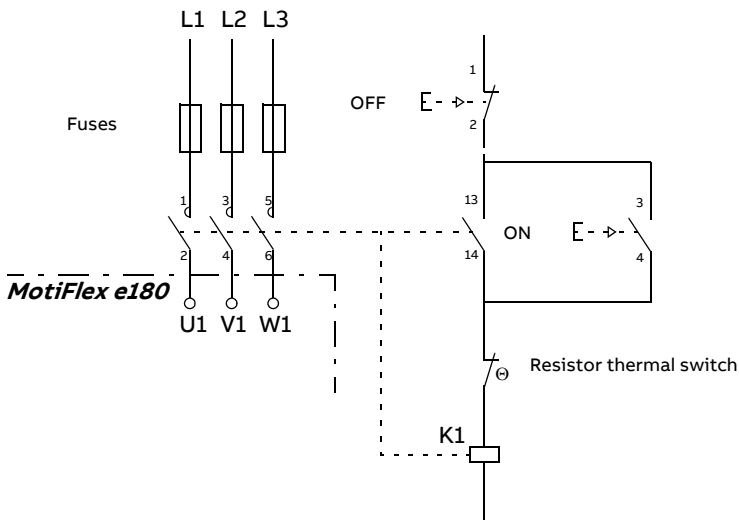 L1 L2 L3
1
OFF
2
Fuses
1 3 5
13
3
ON
2 4 6
14
4
MotiFlex e180
U1 V1 W1
Θ
Resistor thermal switch
K1